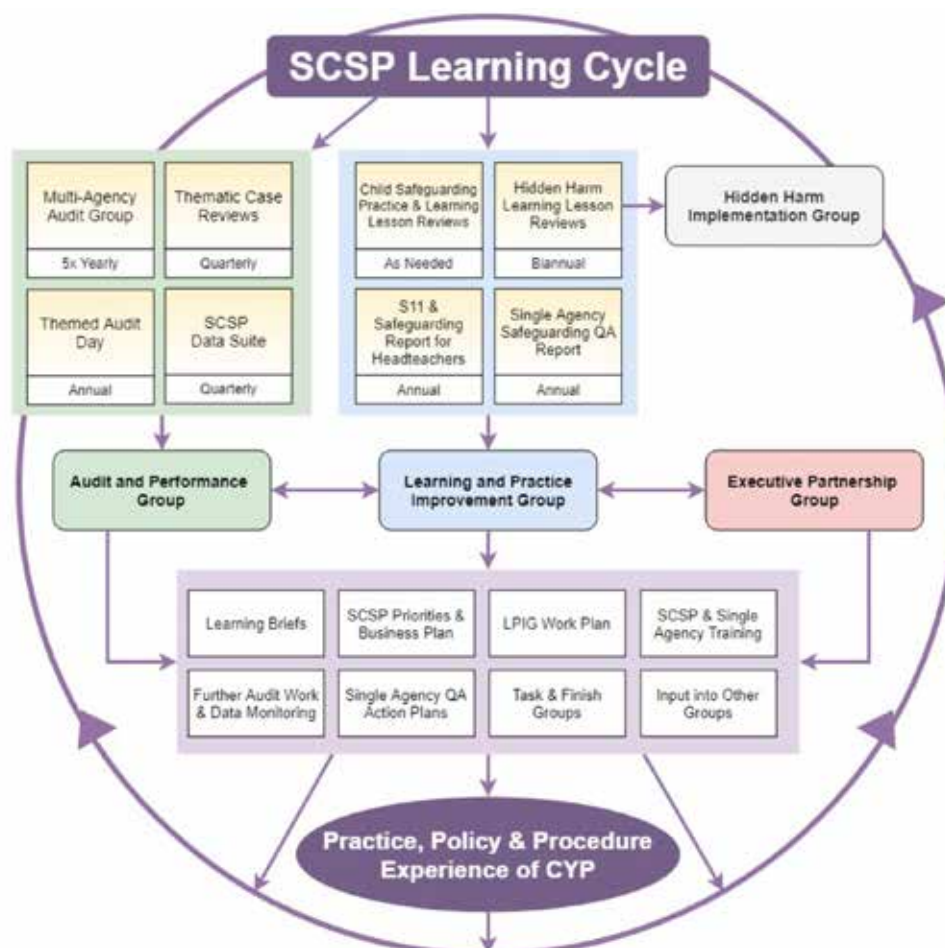 SCSP Learning Cycle
Multi-Agency
Audit Group
5x Yearly
Thematic Case
Reviews
Quarterly
Themed Audit
Day
Annual
SCSP
Data Suite
Quarterly
Child Safeguarding
Practice & Learning
Lesson Reviews
As Needed
Hidden Harm
Learning Lesson
Reviews
Biannual
S11 &
Safeguarding
Report for
Headteachers
Annual
Single Agency
Safeguarding QA
Report
Annual
Hidden Harm
Implementation Group
Audit and Performance
Group
Learning and Practice
Improvement Group
Executive Partnership
Group
Learning Briefs
SCSP Priorities &
Business Plan
LPIG Work Plan
SCSP & Single
Agency Training
Further Audit Work
& Data Monitoring
Single Agency QA
Action Plans
Task & Finish
Groups
Input into Other
Groups
Practice, Policy & Procedure
Experience of CYP